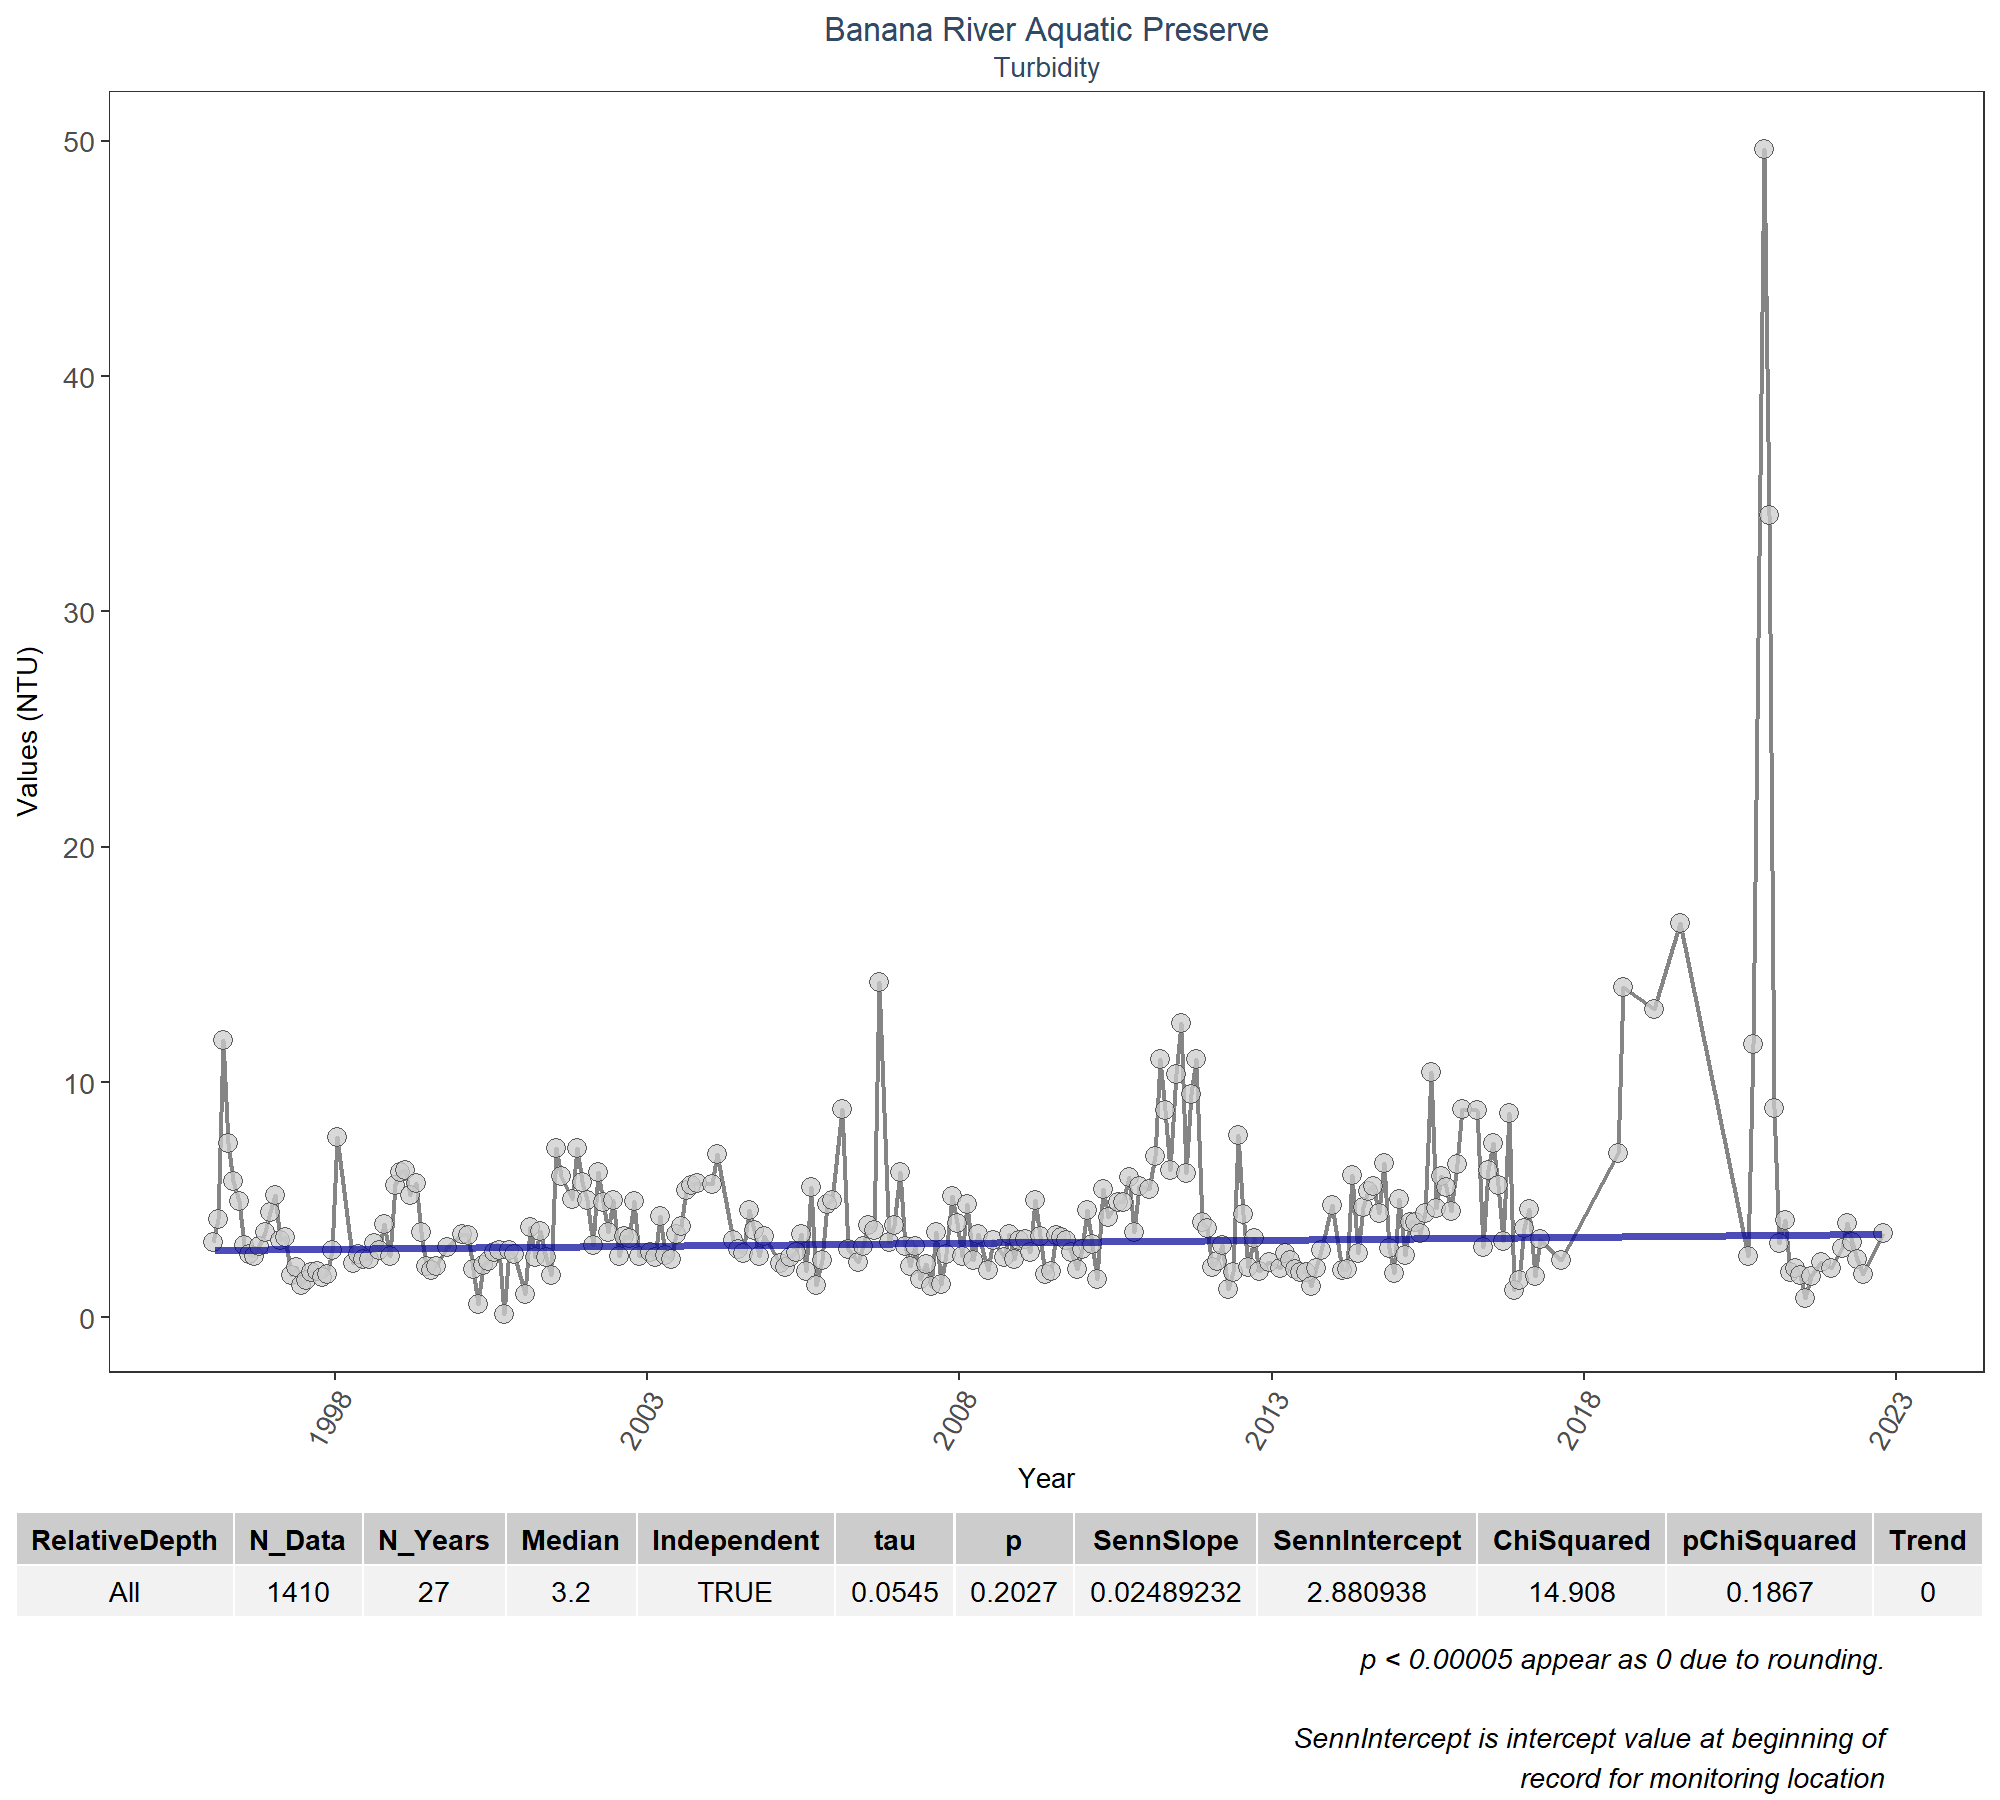 Banana River Aquatic Preserve
Turbidity
50
40
30
20
10
0
Values (NTU)
1998
2003
2008
2013
2018
2023
Year
RelativeDepth N_Data N_Years Median Independent tau p SennSlope SennIntercept ChiSquared pChiSquared Trend
All 1410 27 3.2 TRUE 0.0545 0.2027 0.02489232 2.880938 14.908 0.1867 0
p < 0.00005 appear as 0 due to rounding.
SennIntercept is intercept value at beginning of
record for monitoring location